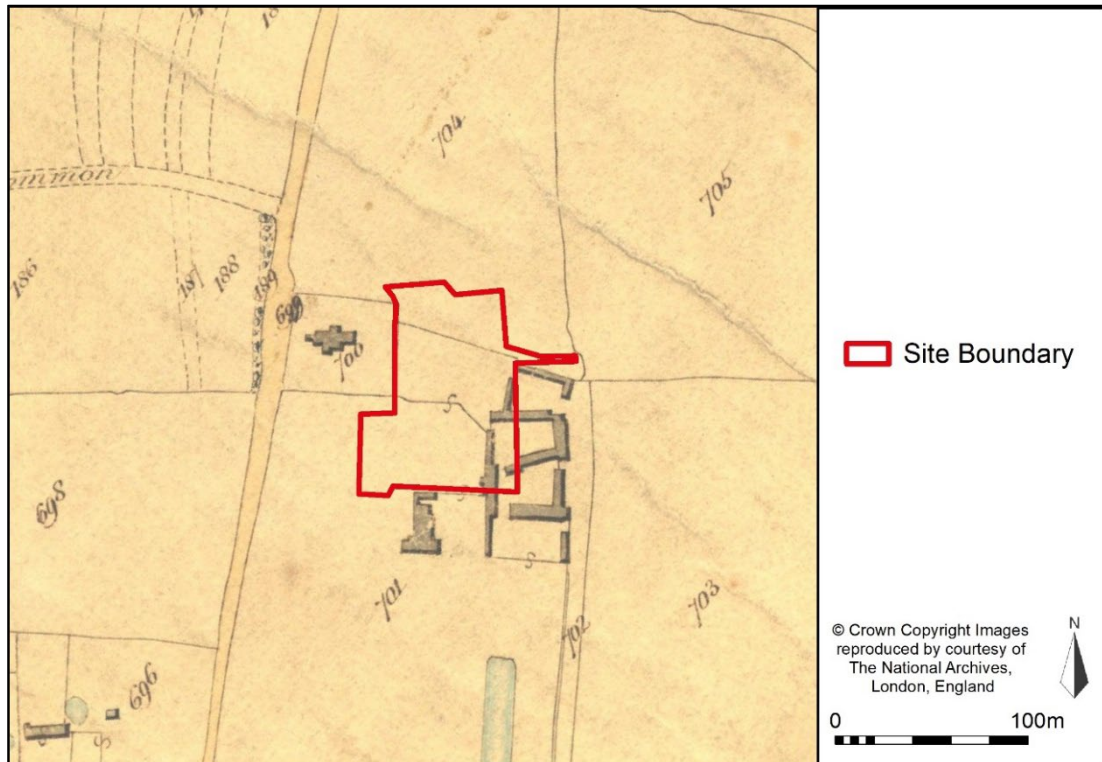 704
705
ommon
186
187
188
189
699
700
698
701
702
703
696
S
S
S
S
Site Boundary
© Crown Copyright Images
reproduced by courtesy of
The National Archives,
London, England
N
0 100m